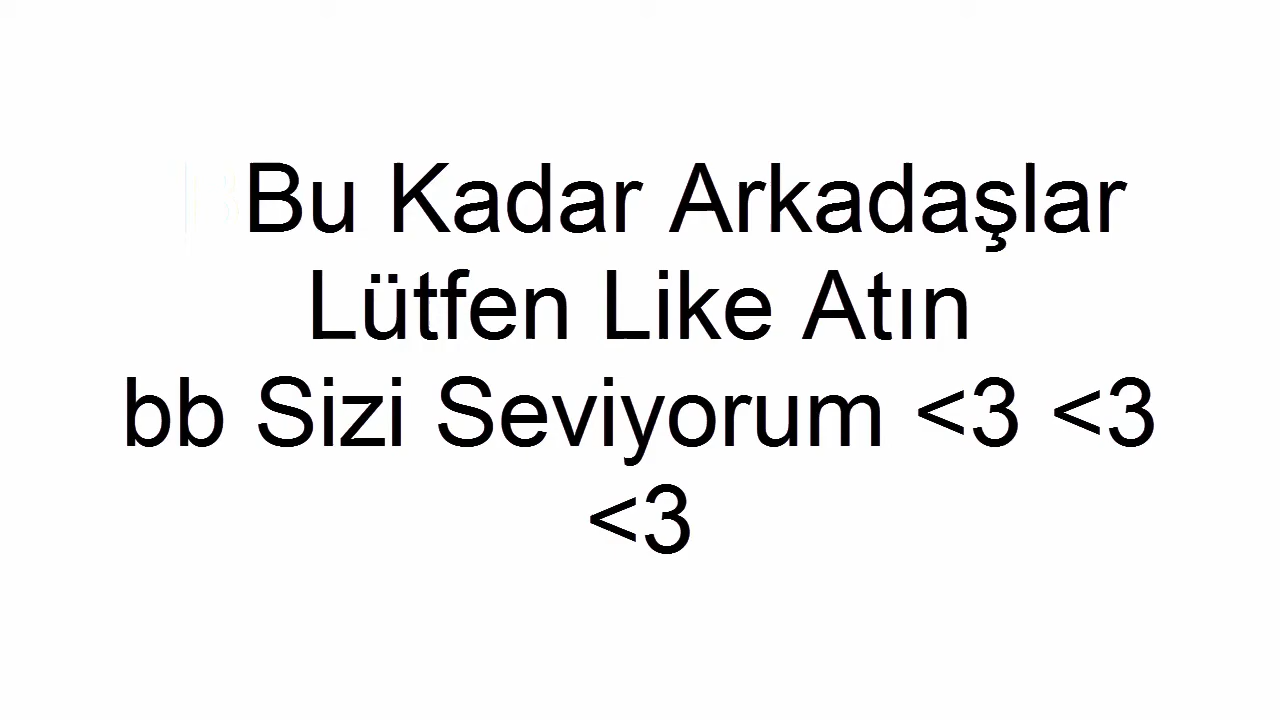 Bu Kadar Arkadaşlar
Lütfen Like Atın
bb Sizi Seviyorum <3 <3
<3